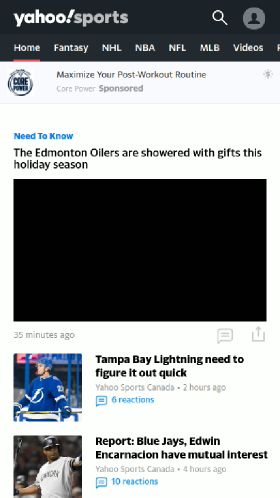 yahoo!sports
Home Fantasy NHL NBA NFL MLB Videos
CORE
POWER
Maximize Your Post-Workout Routine
Core Power Sponsored
Need To Know
The Edmonton Oilers are showered with gifts this
holiday season
35 minutes ago
Tampa Bay Lightning need to
figure it out quick
Yahoo Sports Canada • 2 hours ago
6 reactions
Report: Blue Jays, Edwin
Encarnacion have mutual interest
Yahoo Sports Canada • 4 hours ago
10 reactions